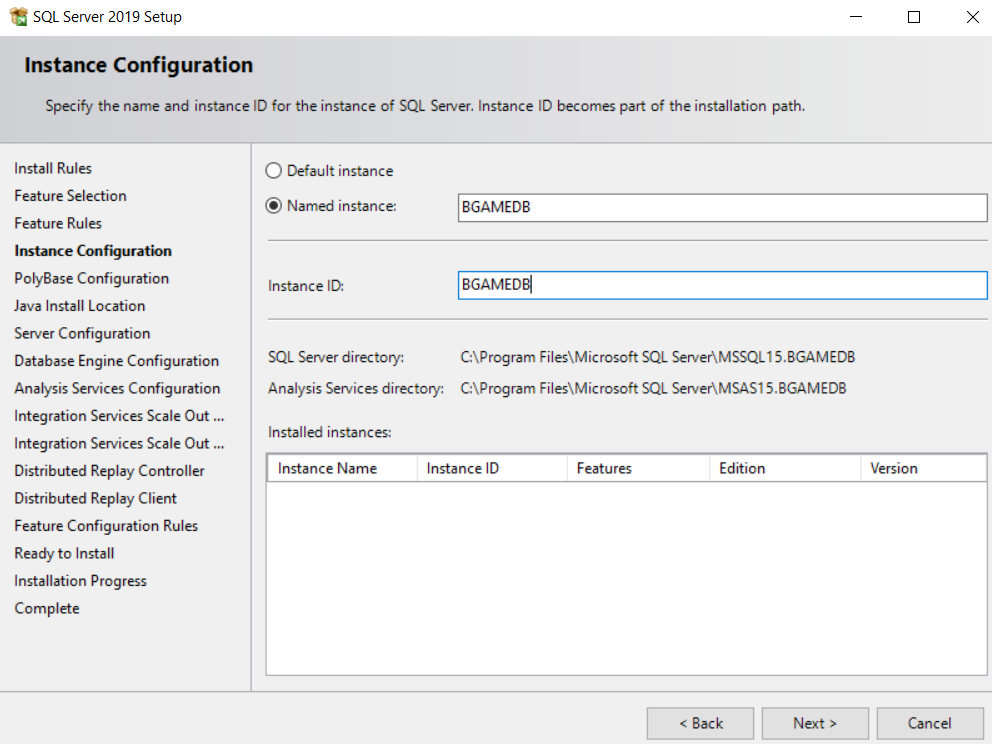 SQL Server 2019 Setup
Instance Configuration
Specify the name and instance ID for the instance of SQL Server. Instance ID becomes part of the installation path.
Install Rules
Feature Selection
Feature Rules
Instance Configuration
PolyBase Configuration
Java Install Location
Server Configuration
Database Engine Configuration
Analysis Services Configuration
Integration Services Scale Out ...
Integration Services Scale Out ...
Distributed Replay Controller
Distributed Replay Client
Feature Configuration Rules
Ready to Install
Installation Progress
Complete
Default instance
Named instance: BGAMEDB
Instance ID: BGAMEDB
SQL Server directory: C:\Program Files\Microsoft SQL Server\MSSQL15.BGAMEDB
Analysis Services directory: C:\Program Files\Microsoft SQL Server\MSAS15.BGAMEDB
Installed instances:
Instance Name Instance ID Features Edition Version
< Back Next > Cancel